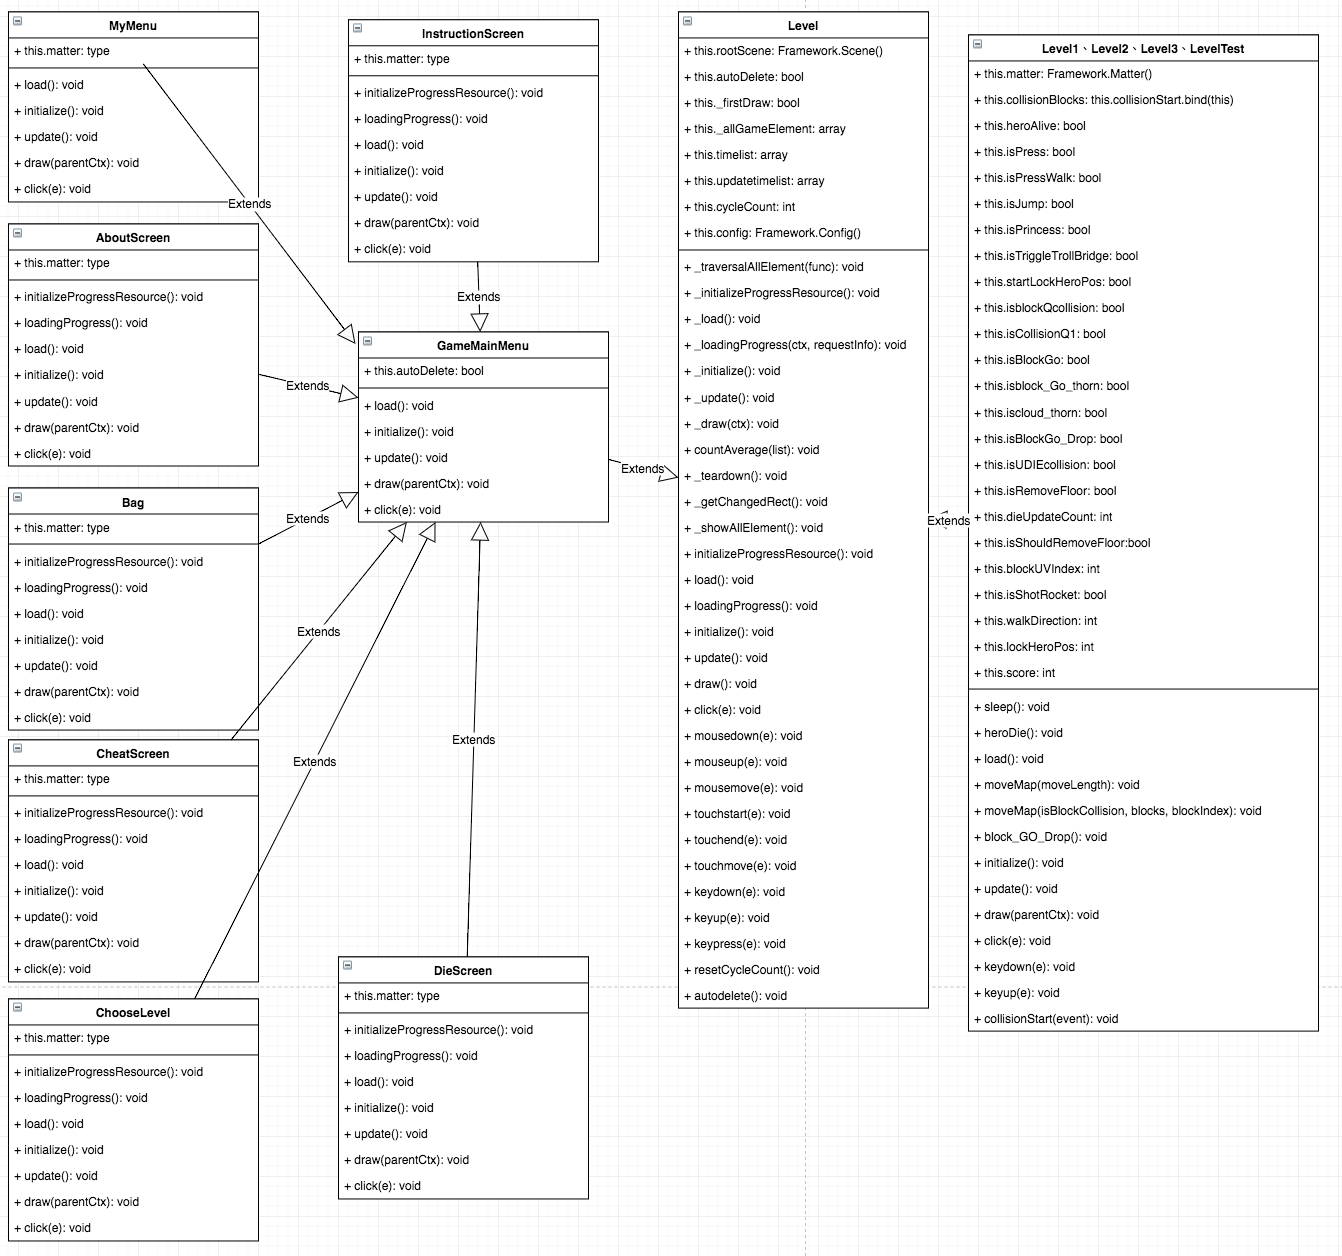 MyMenu
+ this.matter: type
+ load(): void
+ initialize(): void
+ update(): void
+ draw(parentCtx): void
+ click(e): void
Extends
AboutScreen
+ this.matter: type
+ initializeProgressResource(): void
+ loadingProgress(): void
+ load(): void
+ initialize(): void
+ update(): void
+ draw(parentCtx): void
+ click(e): void
Extends
Bag
+ this.matter: type
+ initializeProgressResource(): void
+ loadingProgress(): void
+ load(): void
+ initialize(): void
+ update(): void
+ draw(parentCtx): void
+ click(e): void
Extends
CheatScreen
+ this.matter: type
+ initializeProgressResource(): void
+ loadingProgress(): void
+ load(): void
+ initialize(): void
+ update(): void
+ draw(parentCtx): void
+ click(e): void
Extends
ChooseLevel
+ this.matter: type
+ initializeProgressResource(): void
+ loadingProgress(): void
+ load(): void
+ initialize(): void
+ update(): void
+ draw(parentCtx): void
+ click(e): void
Extends
InstructionScreen
+ this.matter: type
+ initializeProgressResource(): void
+ loadingProgress(): void
+ load(): void
+ initialize(): void
+ update(): void
+ draw(parentCtx): void
+ click(e): void
Extends
GameMainMenu
+ this.autoDelete: bool
+ load(): void
+ initialize(): void
+ update(): void
+ draw(parentCtx): void
+ click(e): void
Extends
Extends
DieScreen
+ this.matter: type
+ initializeProgressResource(): void
+ loadingProgress(): void
+ load(): void
+ initialize(): void
+ update(): void
+ draw(parentCtx): void
+ click(e): void
Level
+ this.rootScene: Framework.Scene()
+ this.autoDelete: bool
+ this._firstDraw: bool
+ this._allGameElement: array
+ this.timelist: array
+ this.updatetimelist: array
+ this.cycleCount: int
+ this.config: Framework.Config()
+ _traversalAllElement(func): void
+ _initializeProgressResource(): void
+ _load(): void
+ _loadingProgress(ctx, requestInfo): void
+ _initialize(): void
+ _update(): void
+ _draw(ctx): void
+ countAverage(list): void
+ _teardown(): void
+ _getChangedRect(): void
+ _showAllElement(): void
+ initializeProgressResource(): void
+ load(): void
+ loadingProgress(): void
+ initialize(): void
+ update(): void
+ draw(): void
+ click(e): void
+ mousedown(e): void
+ mouseup(e): void
+ mousemove(e): void
+ touchstart(e): void
+ touchend(e): void
+ touchmove(e): void
+ keydown(e): void
+ keyup(e): void
+ keypress(e): void
+ resetCycleCount(): void
+ autodelete(): void
Extends
Level1、Level2、Level3、LevelTest
+ this.matter: Framework.Matter()
+ this.collisionBlocks: this.collisionStart.bind(this)
+ this.heroAlive: bool
+ this.isPress: bool
+ this.isPressWalk: bool
+ this.isJump: bool
+ this.isPrincess: bool
+ this.isTriggleTrollBridge: bool
+ this.startLockHeroPos: bool
+ this.isblockQcollision: bool
+ this.isCollisionQ1: bool
+ this.isBlockGo: bool
+ this.isblock_Go_thorn: bool
+ this.iscloud_thorn: bool
+ this.isBlockGo_Drop: bool
+ this.isUDIEcollision: bool
+ this.isRemoveFloor: bool
+ this.dieUpdateCount: int
+ this.isShouldRemoveFloor:bool
+ this.blockUVIndex: int
+ this.isShotRocket: bool
+ this.walkDirection: int
+ this.lockHeroPos: int
+ this.score: int
+ sleep(): void
+ heroDie(): void
+ load(): void
+ moveMap(moveLength): void
+ moveMap(isBlockCollision, blocks, blockIndex): void
+ block_GO_Drop(): void
+ initialize(): void
+ update(): void
+ draw(parentCtx): void
+ click(e): void
+ keydown(e): void
+ keyup(e): void
+ collisionStart(event): void